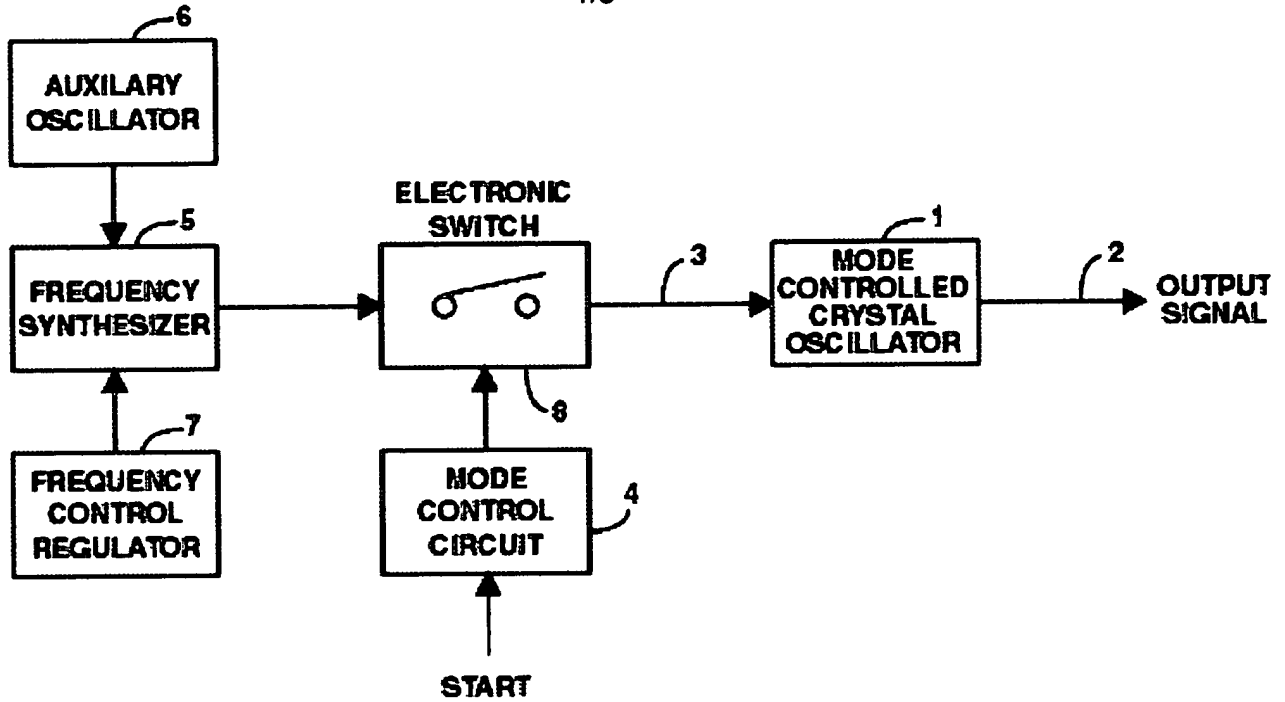 6
AUXILARY
OSCILLATOR
5
FREQUENCY
SYNTHESIZER
7
FREQUENCY
CONTROL
REGULATOR
ELECTRONIC
SWITCH
8
MODE
CONTROL
CIRCUIT
4
START
3
1
MODE
CONTROLLED
CRYSTAL
OSCILLATOR
2
OUTPUT
SIGNAL